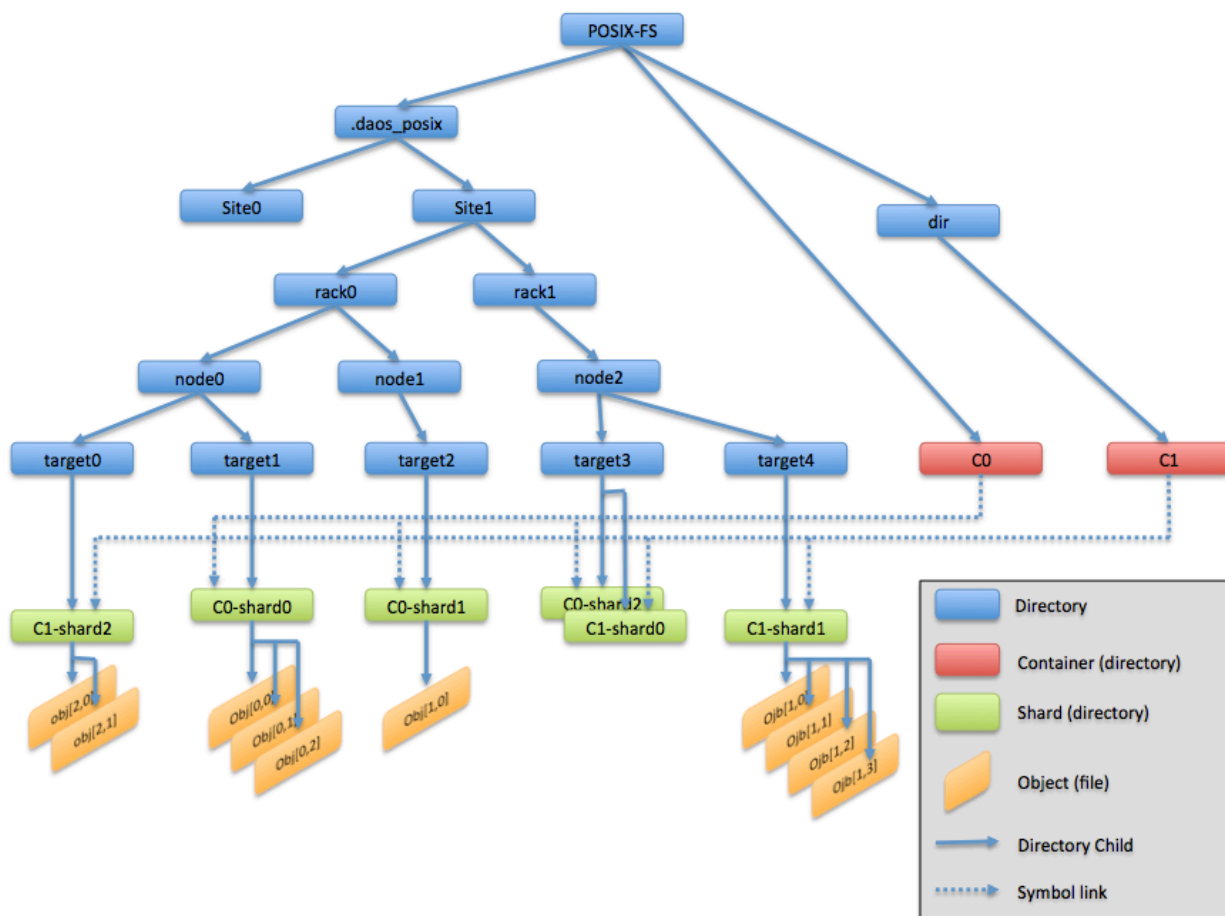 POSIX-FS
.daos_posix
Site0
Site1
dir
rack0
rack1
node0
node1
node2
target0
target1
target2
target3
target4
C0
C1
C1-shard2
C0-shard0
C0-shard1
C0-shard2
C1-shard0
C1-shard1
obj[2,0]
obj[2,1]
Obj[0,0]
Obj[0,1]
Obj[0,2]
Obj[1,0]
Ojb[1,0]
Ojb[1,1]
Ojb[1,2]
Ojb[1,3]
Directory
Container (directory)
Shard (directory)
Object (file)
Directory Child
Symbol link